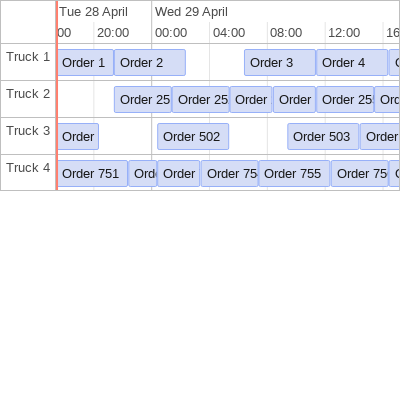 Tue 28 April Wed 29 April
00 20:00 00:00 04:00 08:00 12:00 16
Truck 1 Order 1 Order 2 Order 3 Order 4
Truck 2 Order 25 Order 25 Order Order Order 25
Truck 3 Order Order 502 Order 503 Order
Truck 4 Order 751 Order Order 75 Order 755 Order 75